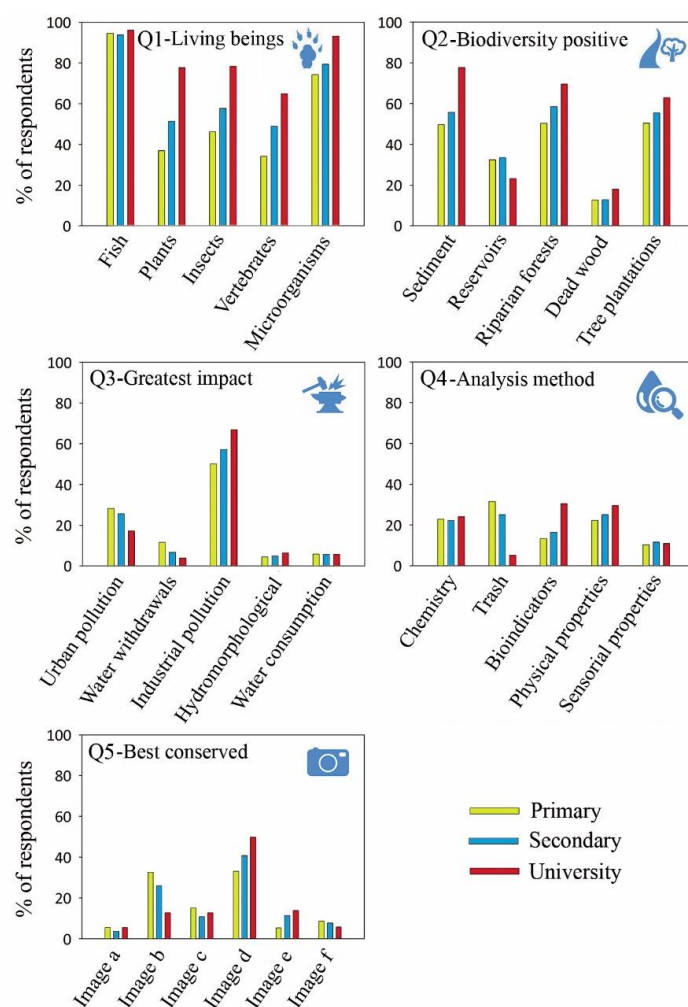 Q1-Living beings
% of respondents
100
80
60
40
20
0
Fish
Plants
Insects
Vertebrates
Microorganisms
Q2-Biodiversity positive
100
80
60
40
20
0
Sediment
Reservoirs
Riparian forests
Dead wood
Tree plantations
Q3-Greatest impact
% of respondents
100
80
60
40
20
0
Urban pollution
Water withdrawals
Industrial pollution
Hydromorphological
Water consumption
Q4-Analysis method
100
80
60
40
20
0
Chemistry
Trash
Bioindicators
Physical properties
Sensorial properties
Q5-Best conserved
% of respondents
100
80
60
40
20
0
Image a
Image b
Image c
Image d
Image e
Image f
Primary
Secondary
University